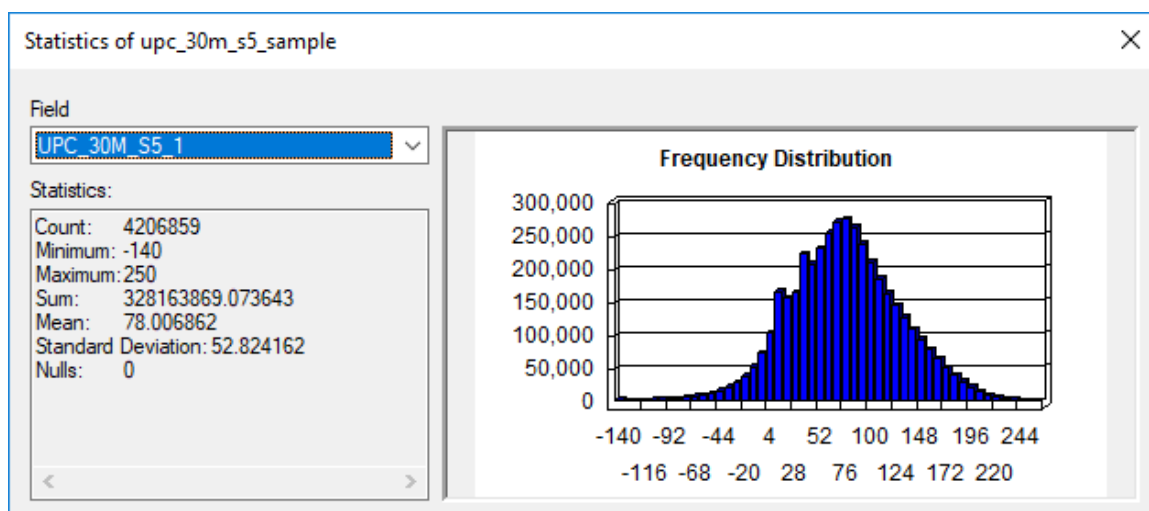 Statistics of upc_30m_s5_sample
Field
UPC_30M_S5_1
Statistics:
Count: 4206859
Minimum: -140
Maximum: 250
Sum: 328163869.073643
Mean: 78.006862
Standard Deviation: 52.824162
Nulls: 0
Frequency Distribution
300,000
250,000
200,000
150,000
100,000
50,000
0
-140 -92 -44 4 52 100 148 196 244
-116 -68 -20 28 76 124 172 220